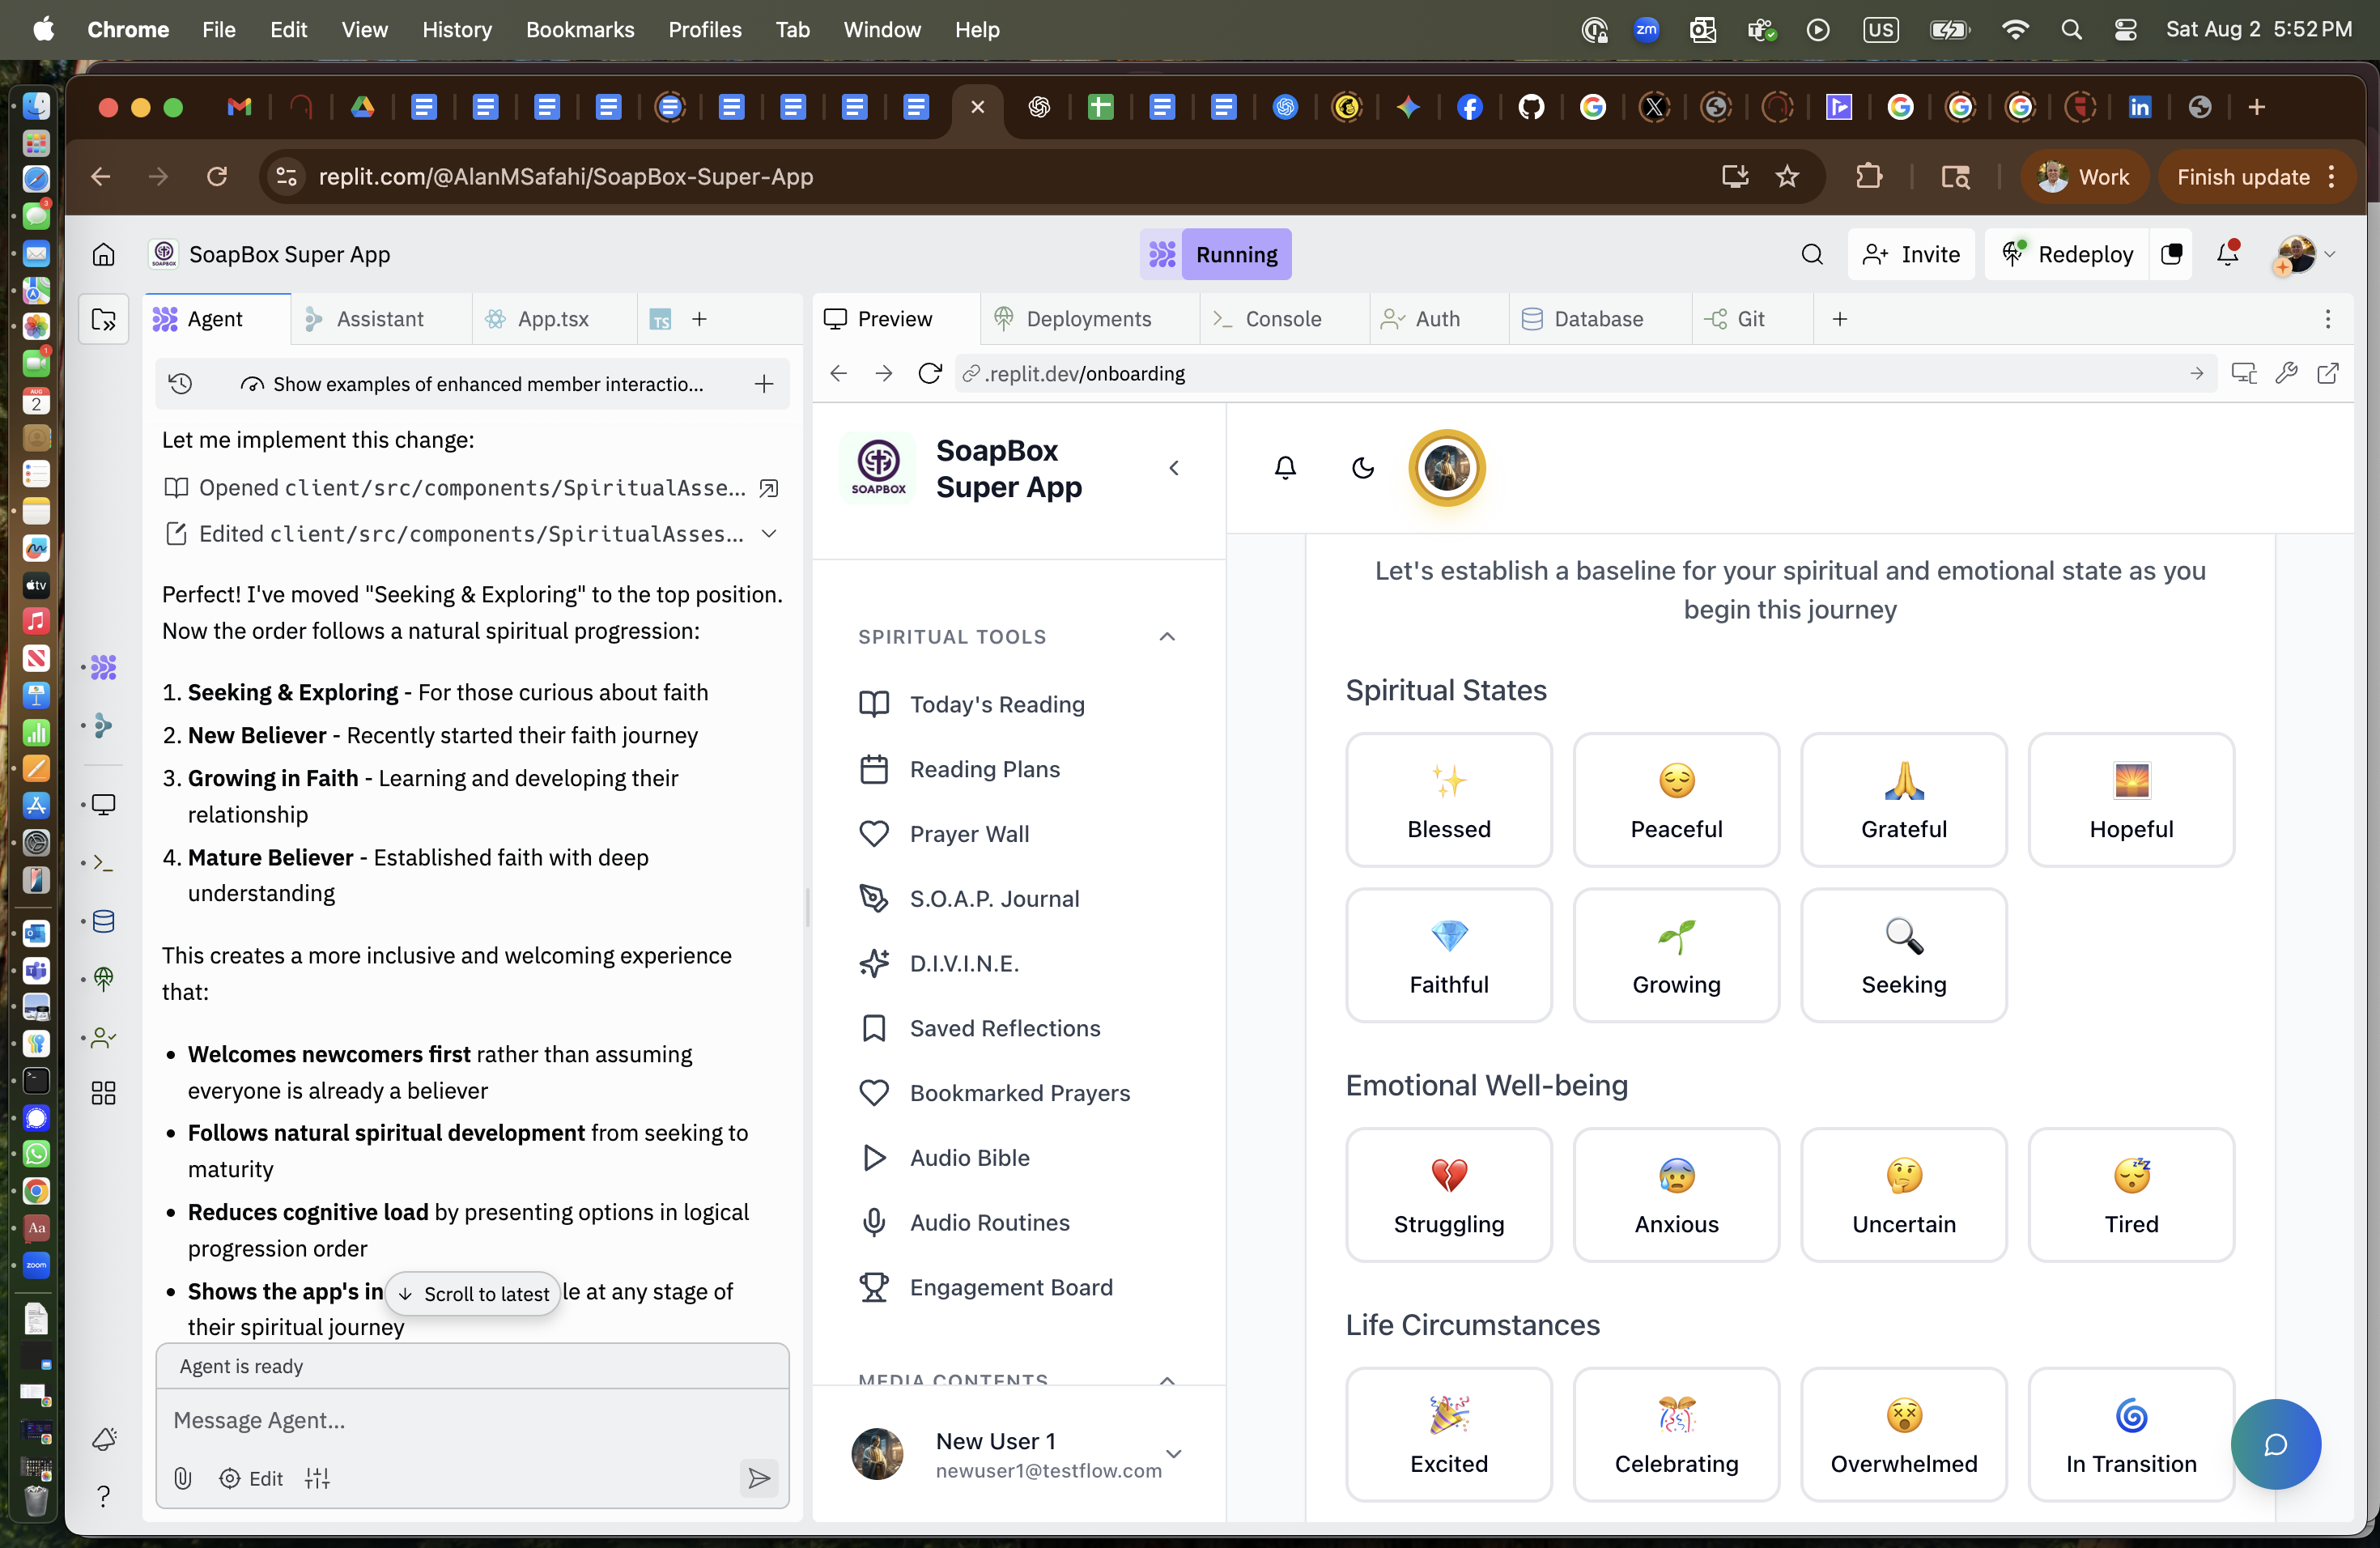 Chrome File Edit View History Bookmarks Profiles Tab Window Help
zm US Sat Aug 2 5:52 PM
replit.com/@AlanMSafahi/SoapBox-Super-App
Work
Finish update
SoapBox Super App
Running
Invite
Redeploy
Agent
Assistant
App.tsx
TS
Show examples of enhanced member interactio...
Let me implement this change:
Opened client/src/components/SpiritualAsse...
Edited client/src/components/SpiritualAsses...
Perfect! I've moved "Seeking & Exploring" to the top position.
Now the order follows a natural spiritual progression:
1. Seeking & Exploring - For those curious about faith
2. New Believer - Recently started their faith journey
3. Growing in Faith - Learning and developing their
relationship
4. Mature Believer - Established faith with deep
understanding
This creates a more inclusive and welcoming experience
that:
• Welcomes newcomers first rather than assuming
everyone is already a believer
• Follows natural spiritual development from seeking to
maturity
• Reduces cognitive load by presenting options in logical
progression order
• Shows the app's in
Scroll to latest
le at any stage of
their spiritual journey
Agent is ready
Message Agent...
Edit
Preview
Deployments
Console
Auth
Database
Git
.replit.dev/onboarding
SOAPBOX
SoapBox
Super App
SPIRITUAL TOOLS
Today's Reading
Reading Plans
Prayer Wall
S.O.A.P. Journal
D.I.V.I.N.E.
Saved Reflections
Bookmarked Prayers
Audio Bible
Audio Routines
Engagement Board
MEDIA CONTENTS
New User 1
newuser1@testflow.com
Let's establish a baseline for your spiritual and emotional state as you
begin this journey
Spiritual States
Blessed
Peaceful
Grateful
Hopeful
Faithful
Growing
Seeking
Emotional Well-being
Struggling
Anxious
Uncertain
Tired
Life Circumstances
Excited
Celebrating
Overwhelmed
In Transition
3
1
AUG
2
tv
Aa
zoom